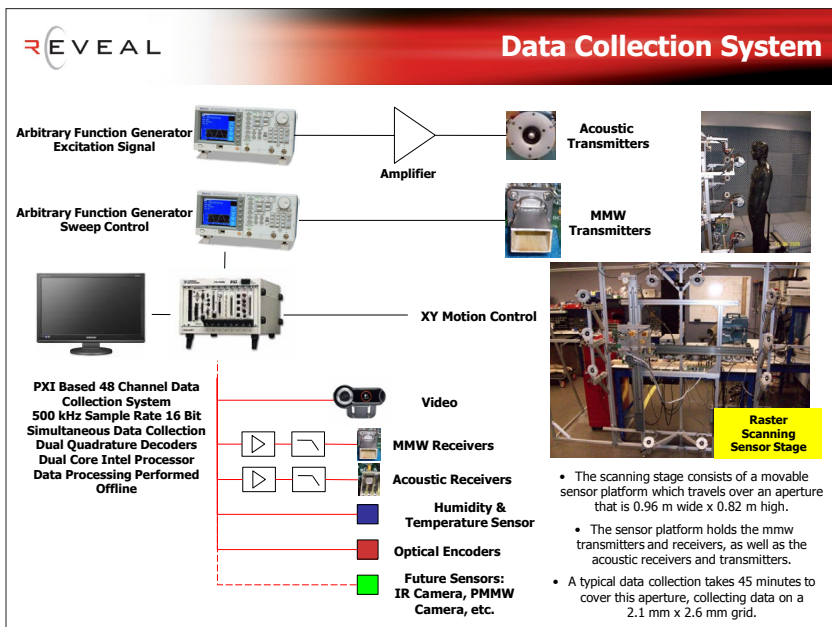 REVEAL
Data Collection System
Arbitrary Function Generator
Excitation Signal
Amplifier
Acoustic
Transmitters
Arbitrary Function Generator
Sweep Control
MMW
Transmitters
XY Motion Control
PXI Based 48 Channel Data
Collection System
500 kHz Sample Rate 16 Bit
Simultaneous Data Collection
Dual Quadrature Decoders
Dual Core Intel Processor
Data Processing Performed
Offline
Video
MMW Receivers
Acoustic Receivers
Humidity &
Temperature Sensor
Optical Encoders
Future Sensors:
IR Camera, PMMW
Camera, etc.
Raster
Scanning
Sensor Stage
• The scanning stage consists of a movable
sensor platform which travels over an aperture
that is 0.96 m wide x 0.82 m high.
• The sensor platform holds the mmw
transmitters and receivers, as well as the
acoustic receivers and transmitters.
• A typical data collection takes 45 minutes to
cover this aperture, collecting data on a
2.1 mm x 2.6 mm grid.